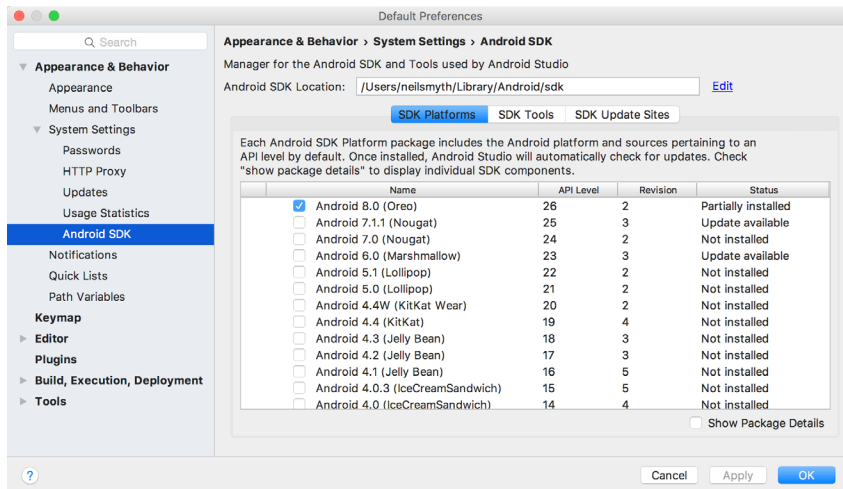 Default Preferences
Search
Appearance & Behavior
Appearance
Menus and Toolbars
System Settings
Passwords
HTTP Proxy
Updates
Usage Statistics
Android SDK
Notifications
Quick Lists
Path Variables
Keymap
Editor
Plugins
Build, Execution, Deployment
Tools
Appearance & Behavior › System Settings › Android SDK
Manager for the Android SDK and Tools used by Android Studio
Android SDK Location: /Users/neilsmyth/Library/Android/sdk Edit
SDK Platforms SDK Tools SDK Update Sites
Each Android SDK Platform package includes the Android platform and sources pertaining to an
API level by default. Once installed, Android Studio will automatically check for updates. Check
"show package details" to display individual SDK components.
Name API Level Revision Status
Android 8.0 (Oreo) 26 2 Partially installed
Android 7.1.1 (Nougat) 25 3 Update available
Android 7.0 (Nougat) 24 2 Not installed
Android 6.0 (Marshmallow) 23 3 Update available
Android 5.1 (Lollipop) 22 2 Not installed
Android 5.0 (Lollipop) 21 2 Not installed
Android 4.4W (KitKat Wear) 20 2 Not installed
Android 4.4 (KitKat) 19 4 Not installed
Android 4.3 (Jelly Bean) 18 3 Not installed
Android 4.2 (Jelly Bean) 17 3 Not installed
Android 4.1 (Jelly Bean) 16 5 Not installed
Android 4.0.3 (IceCreamSandwich) 15 5 Not installed
Android 4.0 (IceCreamSandwich) 14 4 Not installed
Show Package Details
? Cancel Apply OK